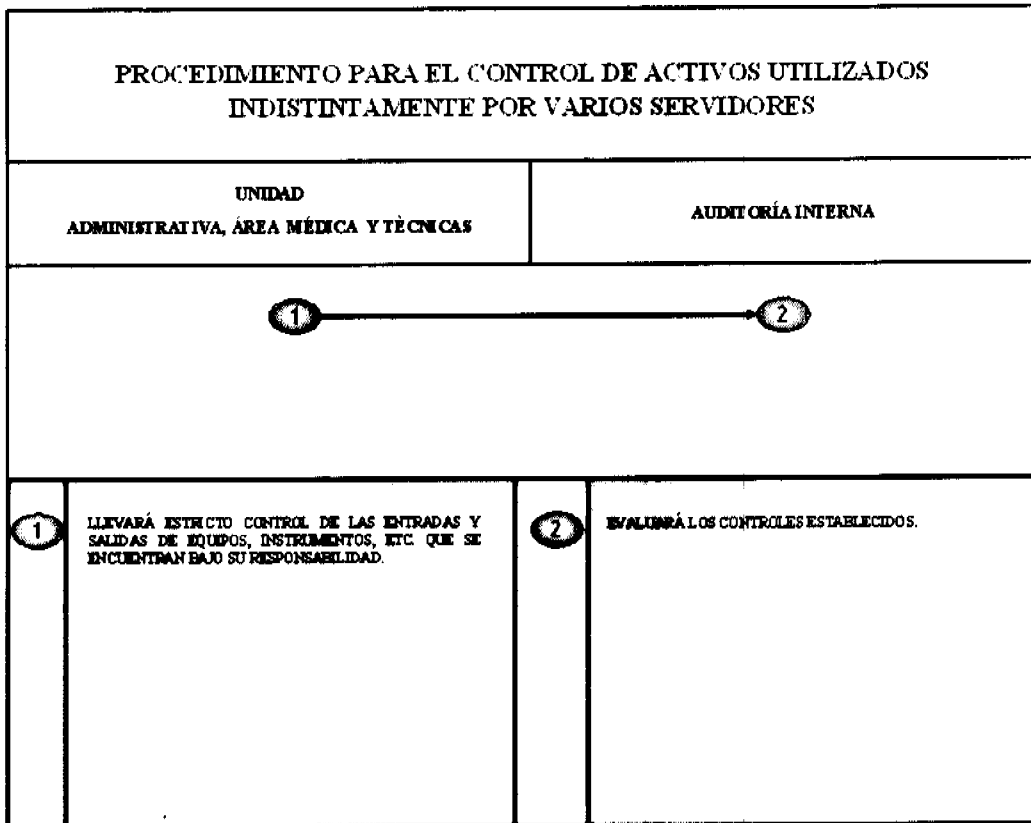 PROCEDIMIENTO PARA EL CONTROL DE ACTIVOS UTILIZADOS
INDISTINTAMENTE POR VARIOS SERVIDORES
UNIDAD
ADMINISTRATIVA, ÁREA MÉDICA Y TÈCNICAS
AUDITORÍA INTERNA
1
2
1
LLEVARÁ ESTRICTO CONTROL DE LAS ENTRADAS Y
SALIDAS DE EQUIPOS, INSTRUMENTOS, ETC. QUE SE
ENCUENTRAN BAJO SU RESPONSABILIDAD.
2
EVALUARÁ LOS CONTROLES ESTABLECIDOS.